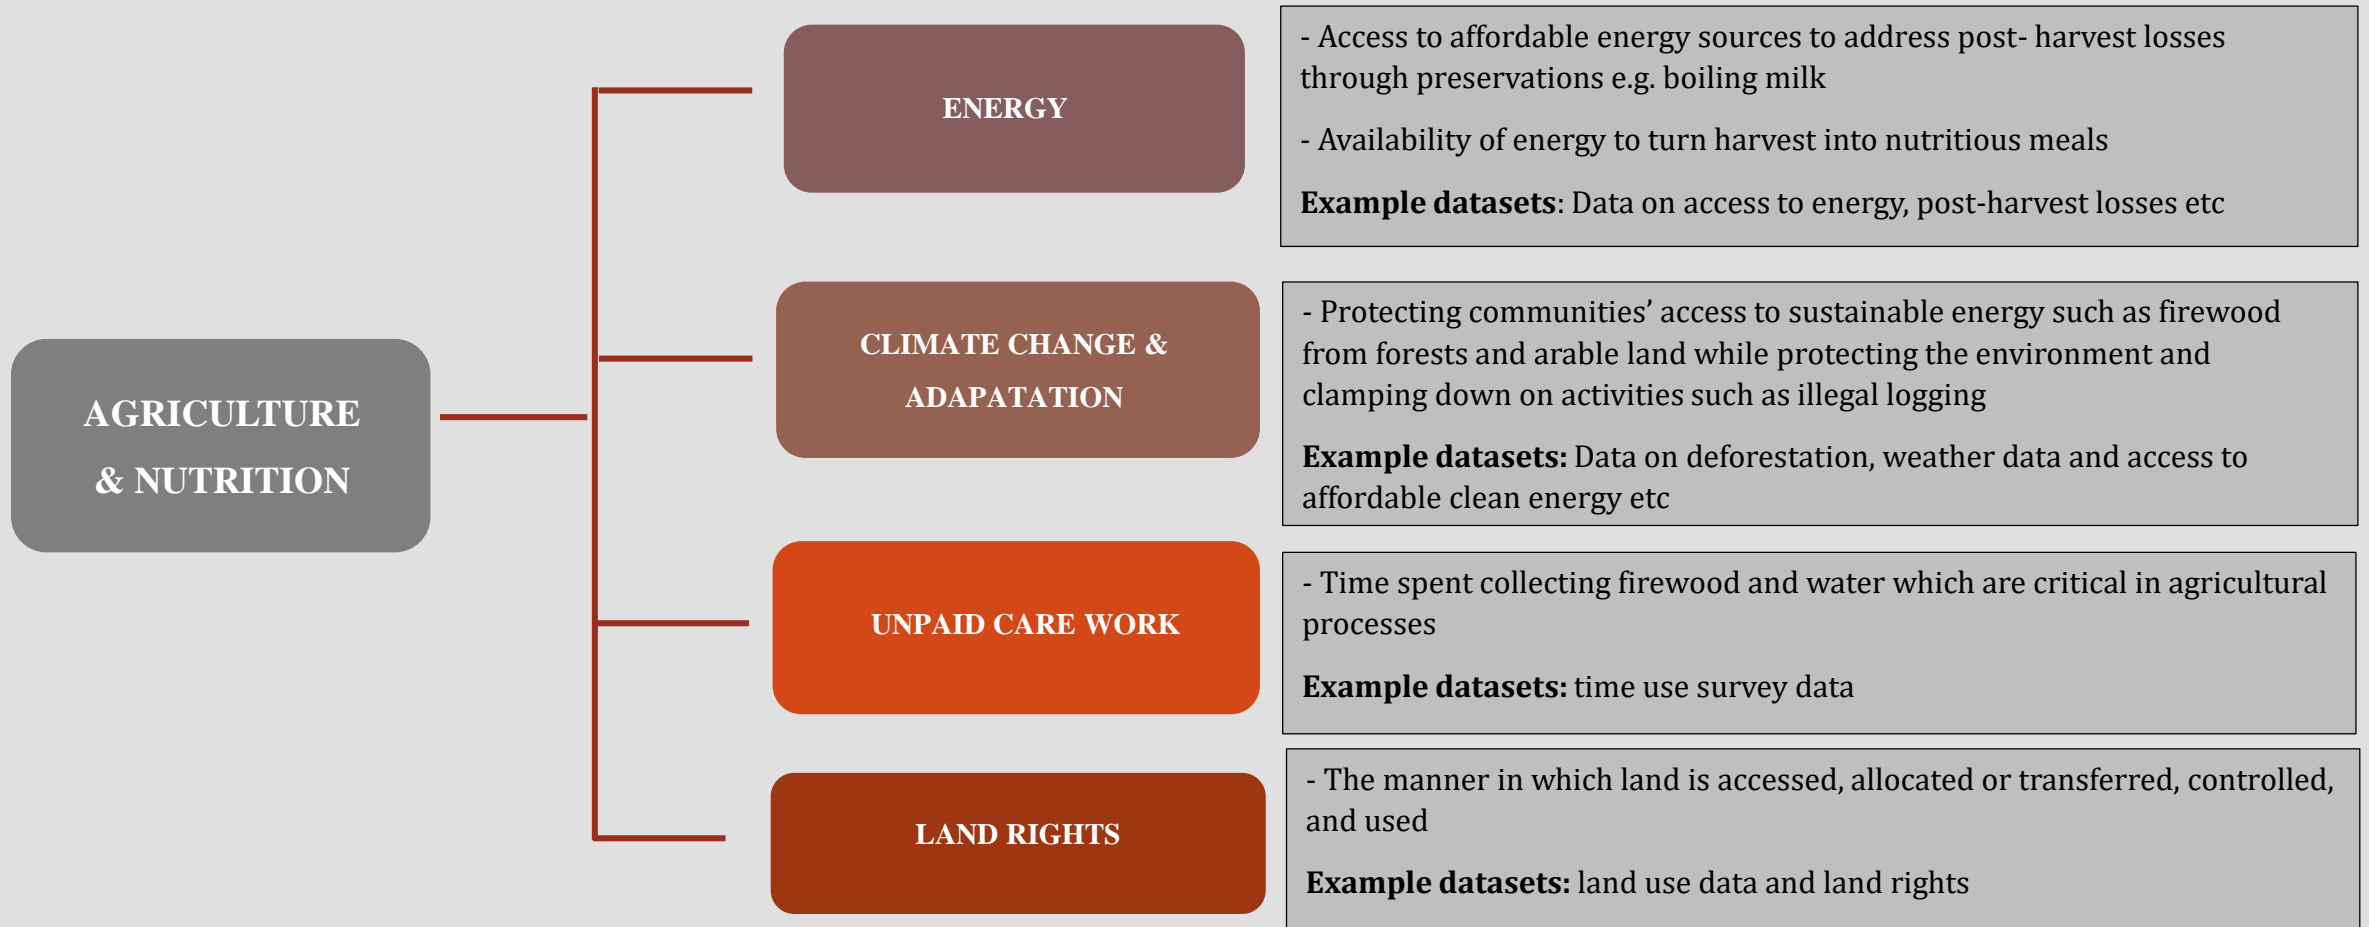 AGRICULTURE
& NUTRITION
ENERGY
- Access to affordable energy sources to address post- harvest losses
through preservations e.g. boiling milk
- Availability of energy to turn harvest into nutritious meals
Example datasets: Data on access to energy, post-harvest losses etc
CLIMATE CHANGE &
ADAPATATION
- Protecting communities’ access to sustainable energy such as firewood
from forests and arable land while protecting the environment and
clamping down on activities such as illegal logging
Example datasets: Data on deforestation, weather data and access to
affordable clean energy etc
UNPAID CARE WORK
- Time spent collecting firewood and water which are critical in agricultural
processes
Example datasets: time use survey data
LAND RIGHTS
- The manner in which land is accessed, allocated or transferred, controlled,
and used
Example datasets: land use data and land rights